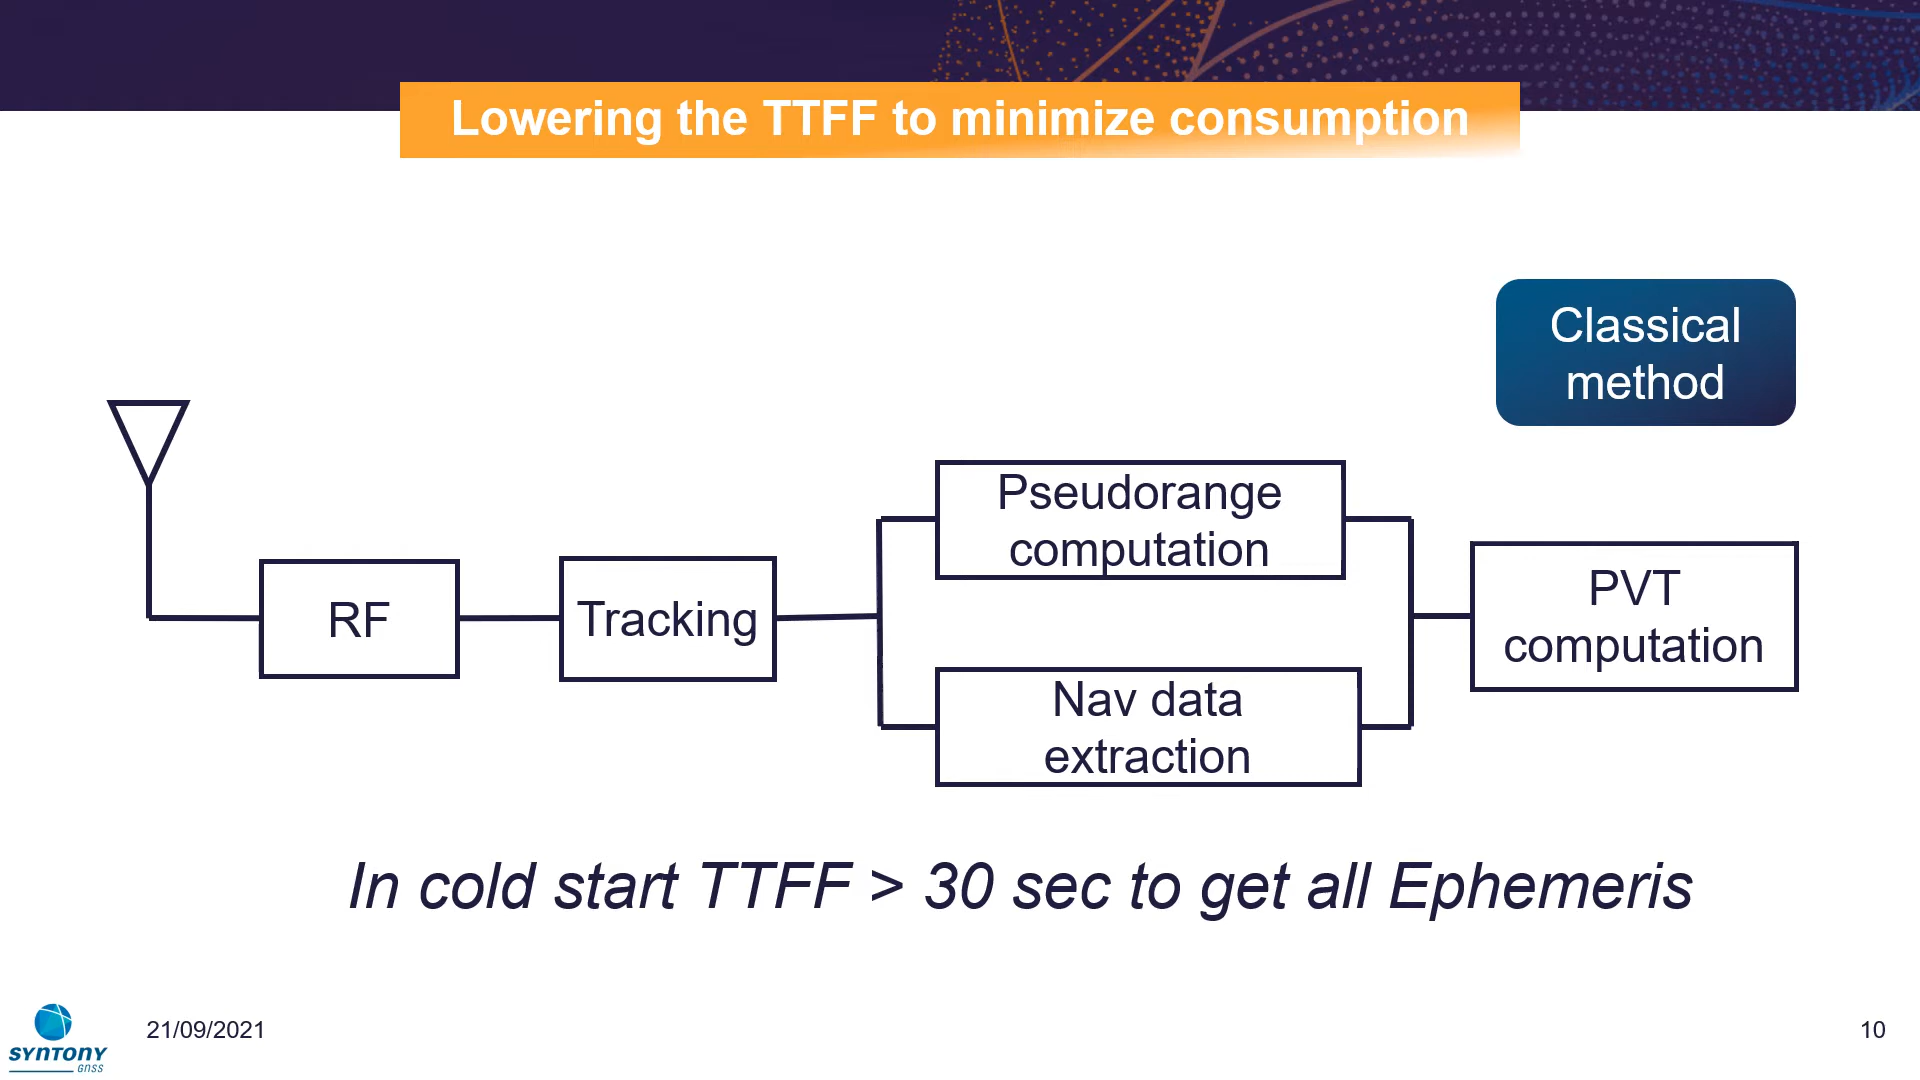 Lowering the TTFF to minimize consumption
Classical
method
RF
Tracking
Pseudorange
computation
Nav data
extraction
PVT
computation
In cold start TTFF > 30 sec to get all Ephemeris
SYNTONY
GNSS
21/09/2021
10